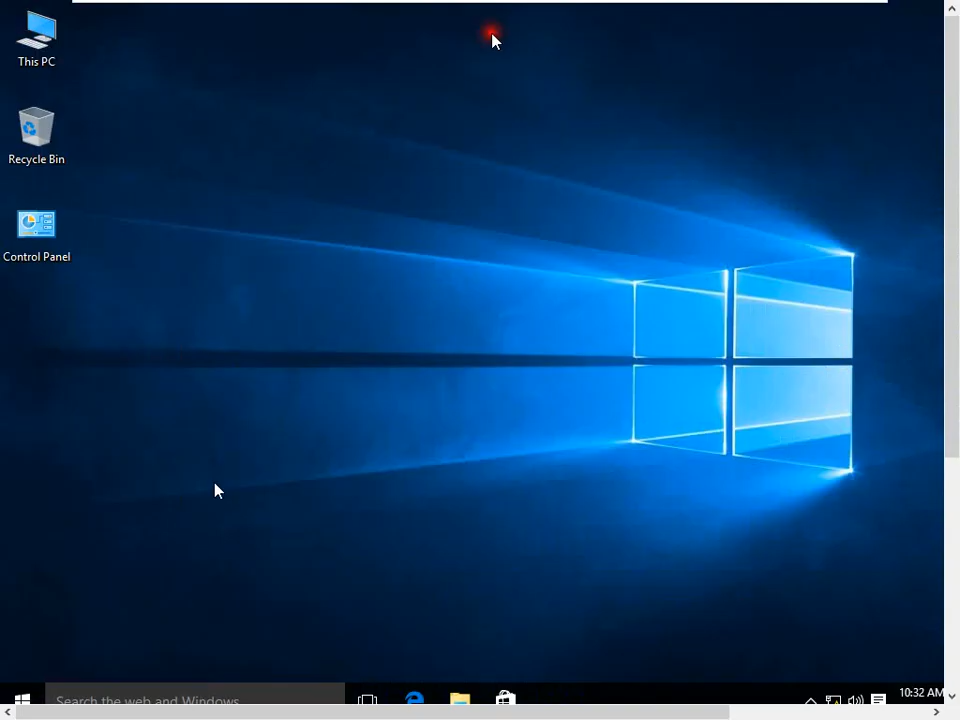 This PC
Recycle Bin
Control Panel
Search the web and Windows
10:32 AM